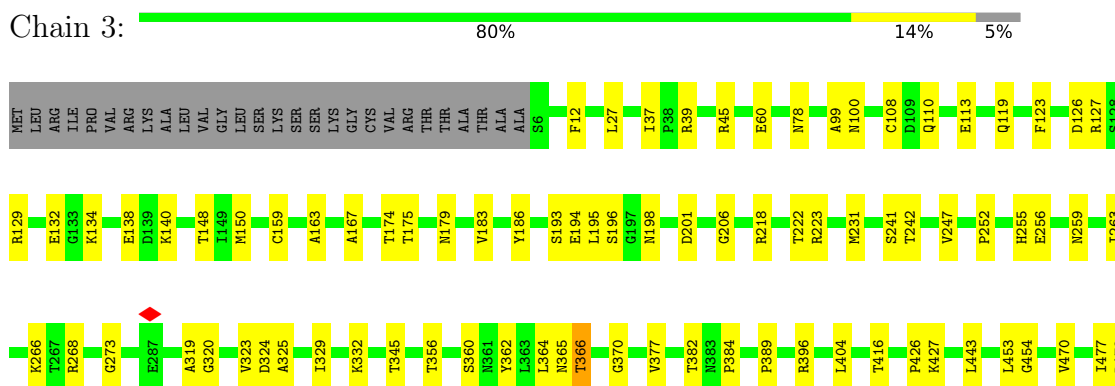 Chain 3:
80% 14% 5%
MET LEU ARG ILE PRO VAL ARG LYS ALA LEU VAL GLY LEU SER LYS SER SER LYS GLY CYS VAL ARG THR THR ALA THR ALA ALA S6 F12 L27 I37 P38 R39 R45 E60 N78 A99 N100 C108 D109 Q110 E113 Q119 F123 D126 R127 S128
R129 E132 G133 K134 E138 D139 K140 T148 I149 M150 C159 A163 A167 T174 T175 N179 V183 Y186 S193 E194 L195 S196 G197 N198 D201 G206 R218 T222 R223 M231 S241 T242 V247 P252 H255 E256 N259
K266 T267 R268 G273 E287 A319 G320 V323 D324 A325 I329 K332 T345 T356 S360 N361 Y362 L363 L364 N365 T366 G370 V377 T382 N383 P384 P389 R396 L404 T416 P426 K427 L443 L453 G454 V470 I477